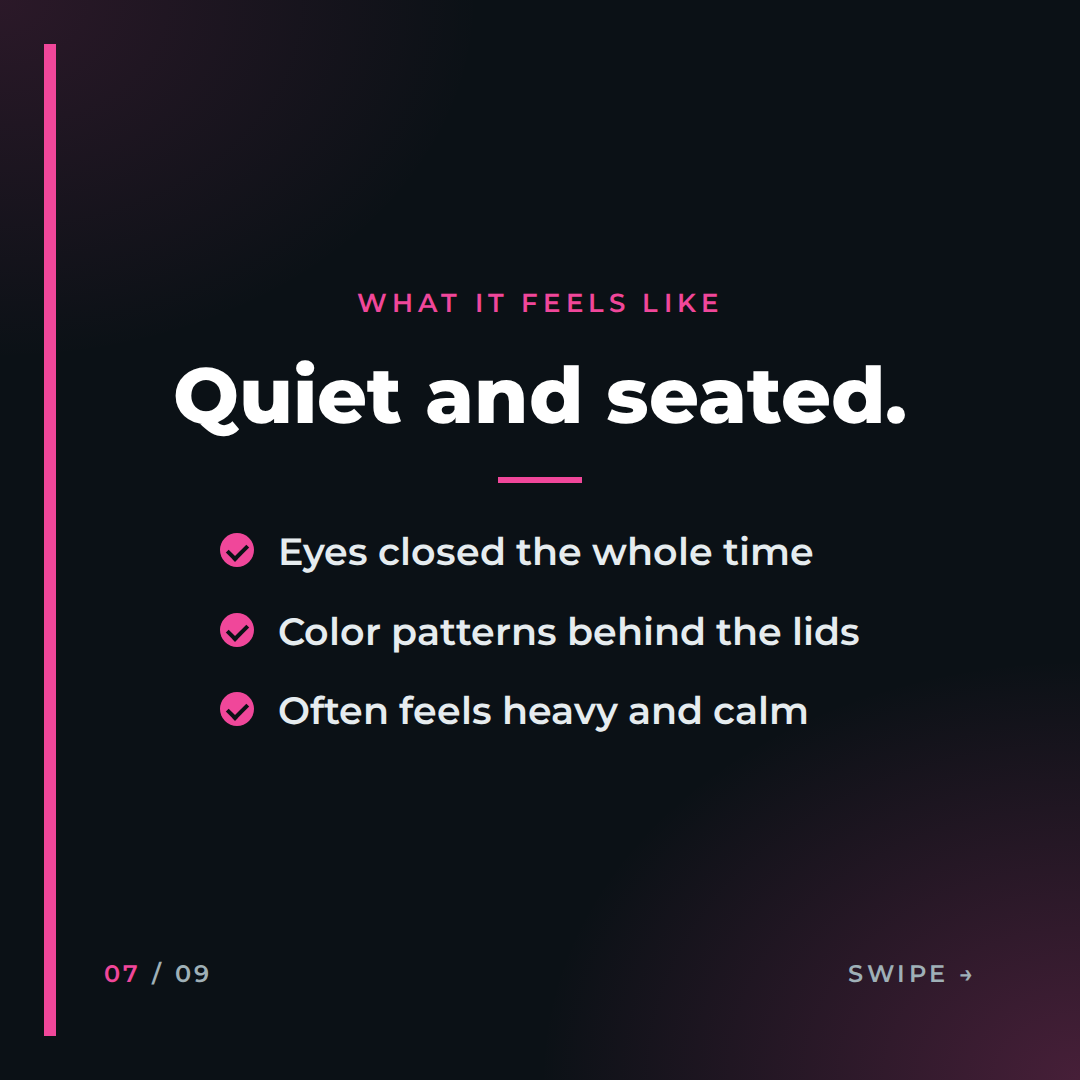 WHAT IT FEELS LIKE
Quiet and seated.
Eyes closed the whole time
Color patterns behind the lids
Often feels heavy and calm
07 / 09
SWIPE →